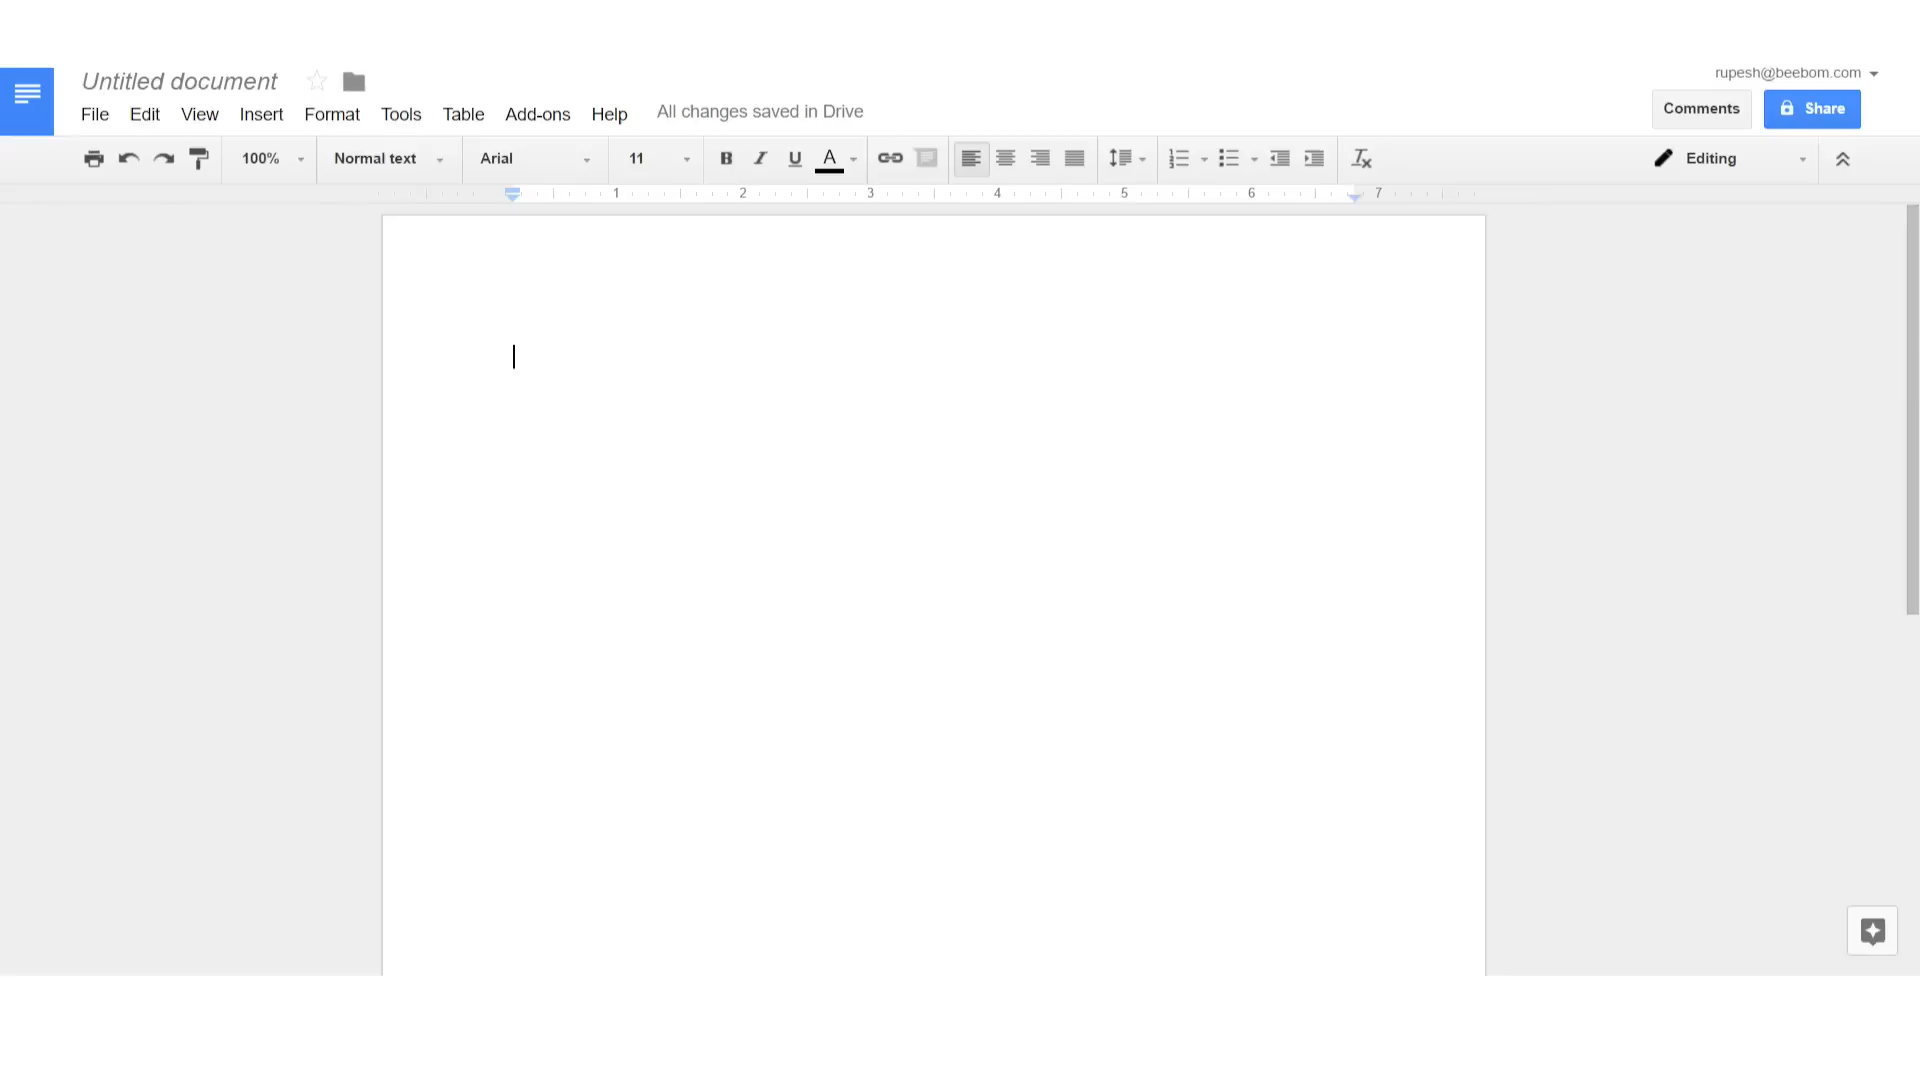 Untitled document
rupesh@beebom.com
File Edit View Insert Format Tools Table Add-ons Help All changes saved in Drive
Comments Share
100% Normal text Arial 11 B I U A Editing
1 2 3 4 5 6 7